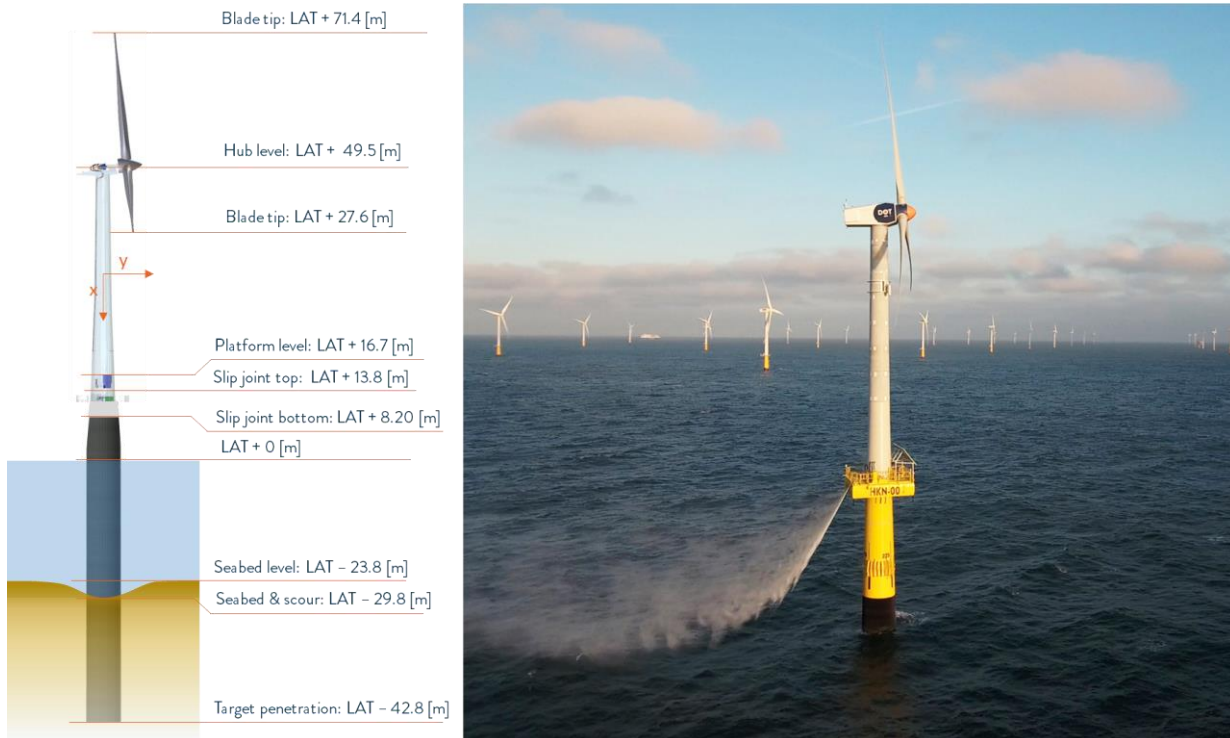 Blade tip: LAT + 71.4 [m]
Hub level: LAT + 49.5 [m]
Blade tip: LAT + 27.6 [m]
y
x
Platform level: LAT + 16.7 [m]
Slip joint top: LAT + 13.8 [m]
Slip joint bottom: LAT + 8.20 [m]
LAT + 0 [m]
Seabed level: LAT – 23.8 [m]
Seabed & scour: LAT – 29.8 [m]
Target penetration: LAT – 42.8 [m]
DOT
HKN-00